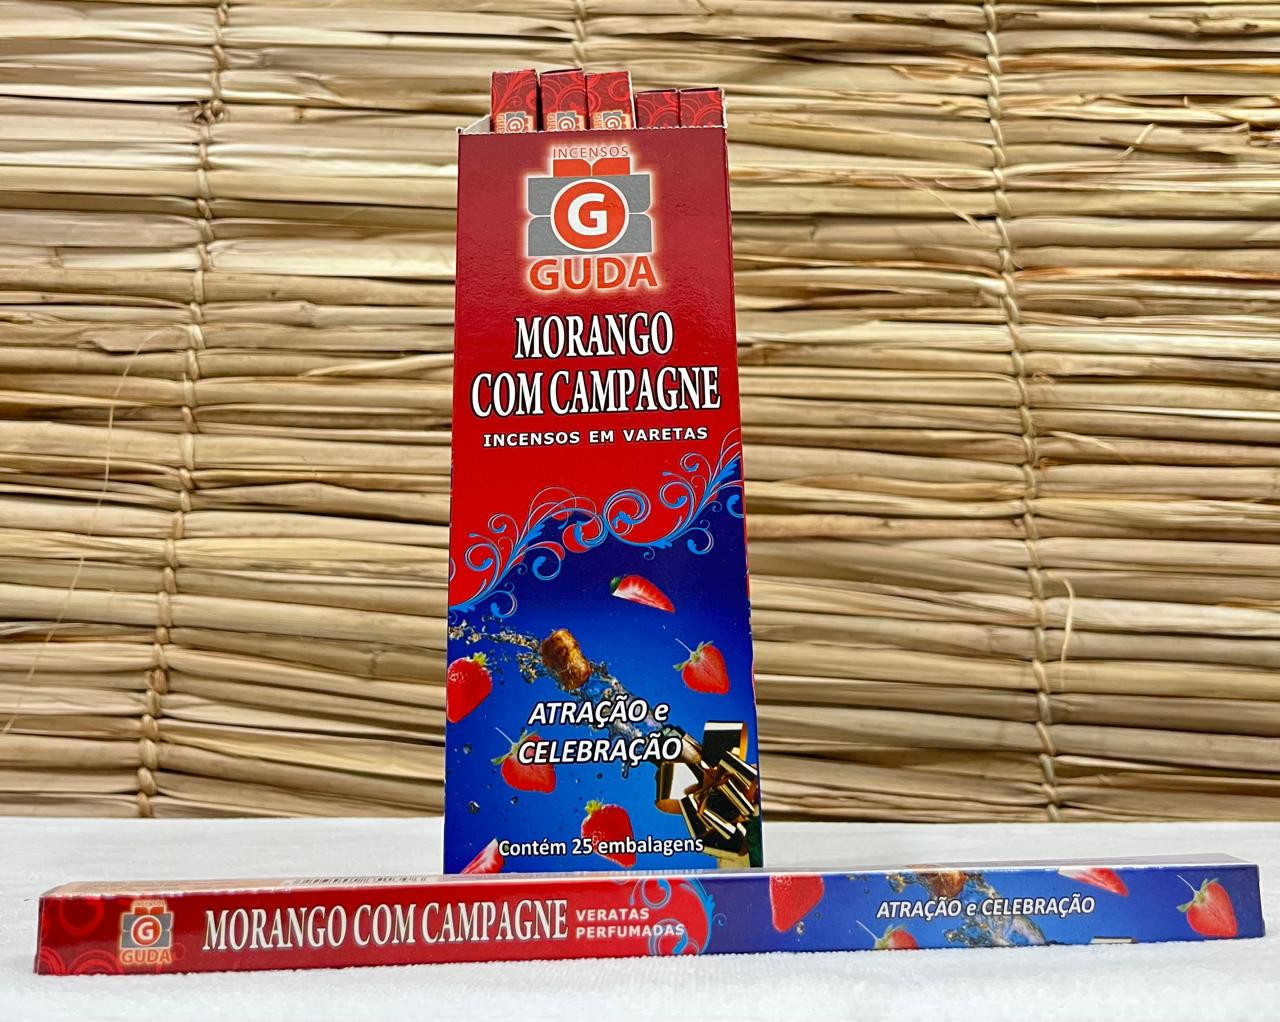 INCENSOS
G
GUDA
MORANGO
COM CAMPAGNE
INCENSOS EM VARETAS
ATRAÇÃO e
CELEBRAÇÃO
Contém 25 embalagens
INCENSOS
G
GUDA
MORANGO COM CAMPAGNE
VERATAS
PERFUMADAS
ATRAÇÃO e CELEBRAÇÃO